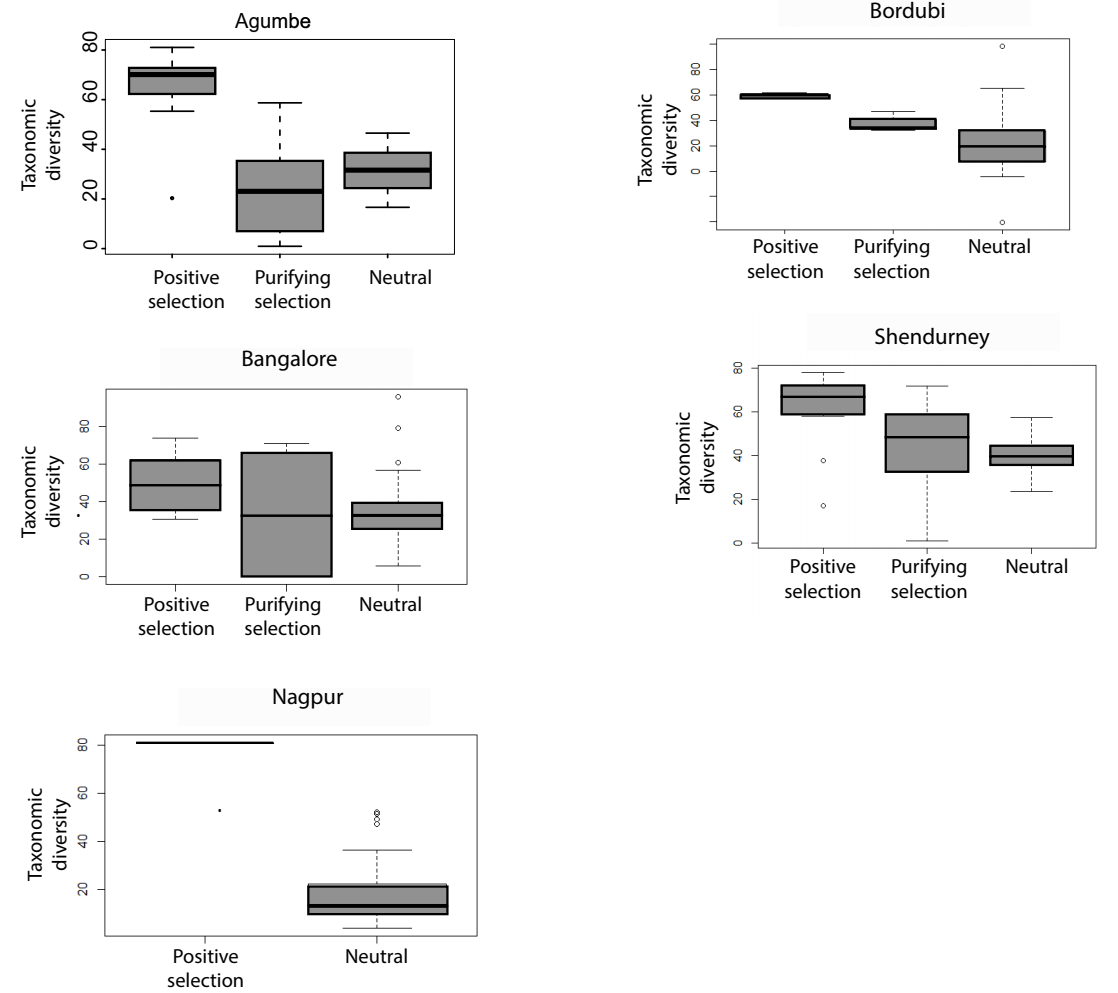 Agumbe
Taxonomic
diversity
80
60
40
20
0
Positive
selection
Purifying
selection
Neutral
Bordubi
Taxonomic
diversity
80
60
40
20
0
Positive
selection
Purifying
selection
Neutral
Bangalore
Taxonomic
diversity
80
60
40
20
0
Positive
selection
Purifying
selection
Neutral
Shendurney
Taxonomic
diversity
80
60
40
20
0
Positive
selection
Purifying
selection
Neutral
Nagpur
Taxonomic
diversity
80
60
40
20
Positive
selection
Neutral